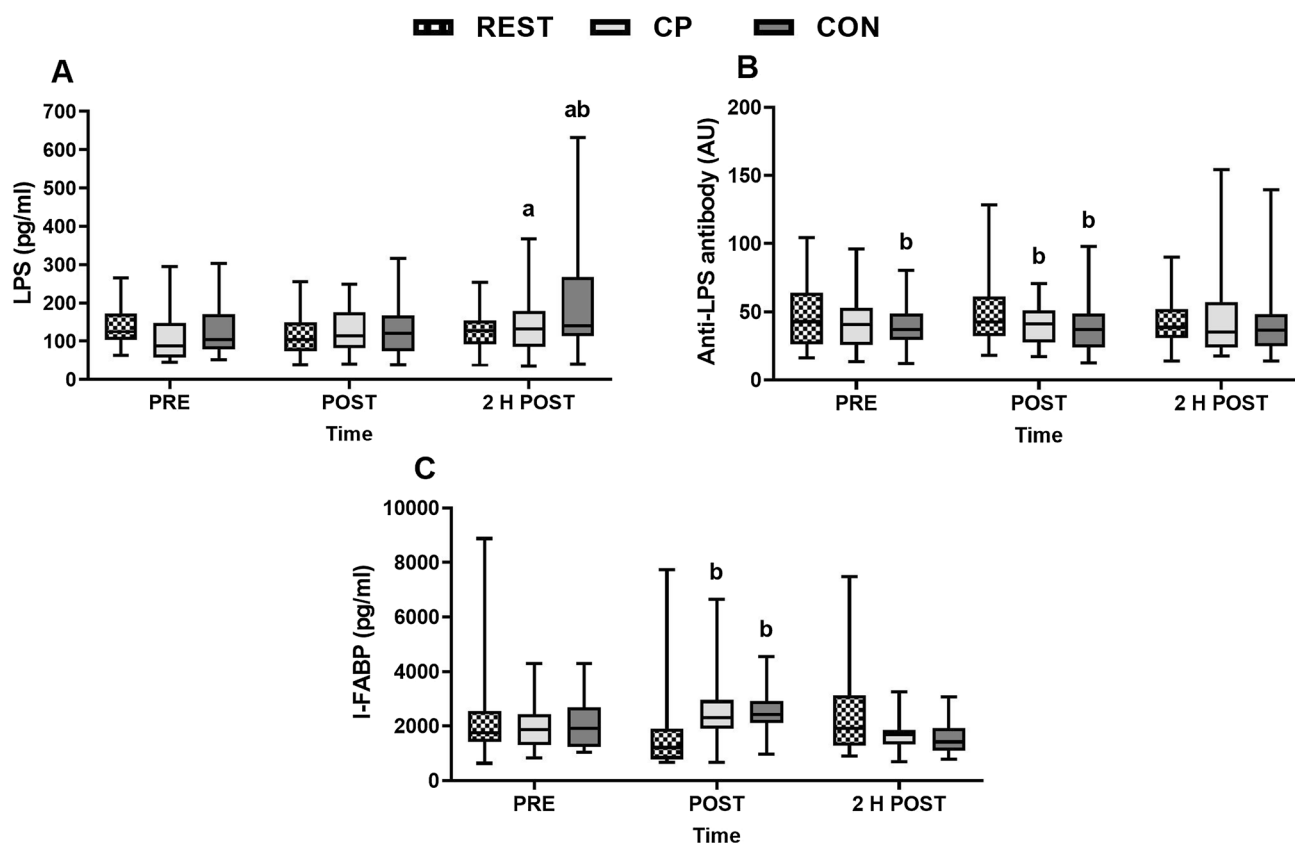 REST CP CON
A
LPS (pg/ml)
700
600
500
400
300
200
100
0
ab
a
PRE POST 2 H POST
Time
B
Anti-LPS antibody (AU)
200
150
100
50
0
b
b
b
PRE POST 2 H POST
Time
C
I-FABP (pg/ml)
10000
8000
6000
4000
2000
0
b
b
PRE POST 2 H POST
Time